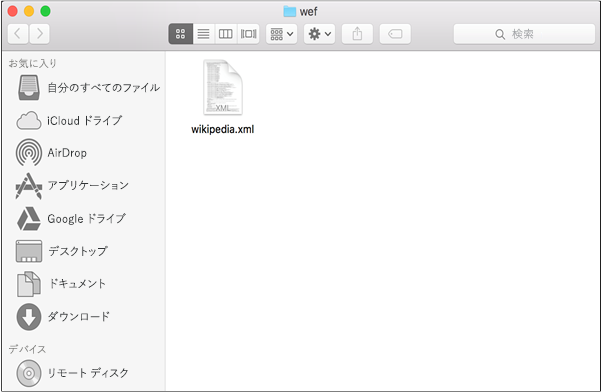 wef
検索
お気に入り
自分のすべてのファイル
iCloud ドライブ
AirDrop
アプリケーション
Google ドライブ
デスクトップ
ドキュメント
ダウンロード
デバイス
リモート ディスク
XML
wikipedia.xml